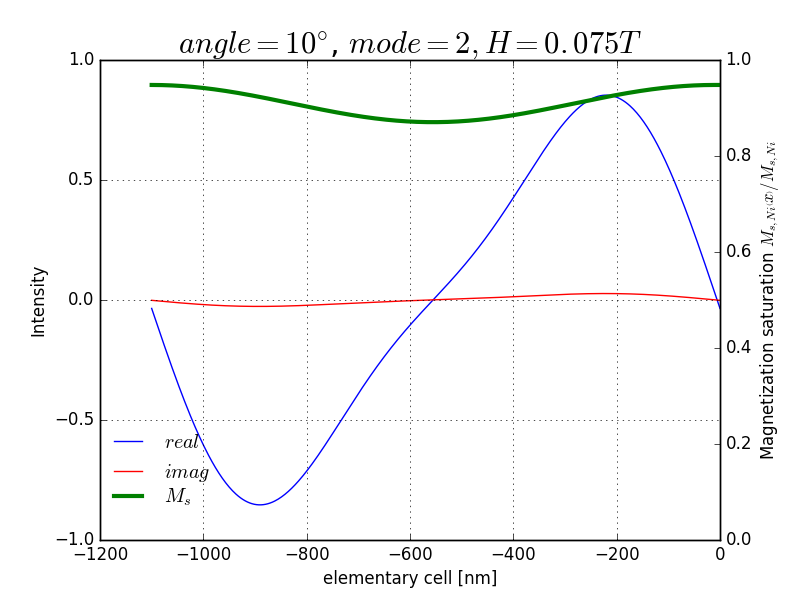 angle = 10°, mode = 2, H = 0.075T
1.0
0.5
0.0
−0.5
−1.0
Intensity
1.0
0.8
0.6
0.4
0.2
0.0
Magnetization saturation M_{s,Ni}(x)/M_{s,Ni}
real
imag
M_s
−1200
−1000
−800
−600
−400
−200
0
elementary cell [nm]